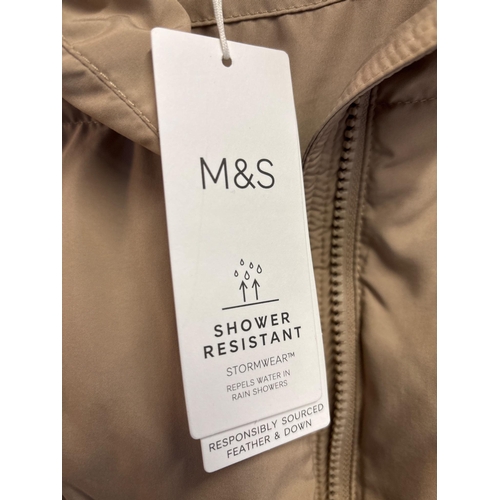 M&S
SHOWER
RESISTANT
STORMWEAR™
REPELS WATER IN
RAIN SHOWERS
RESPONSIBLY SOURCED
FEATHER & DOWN